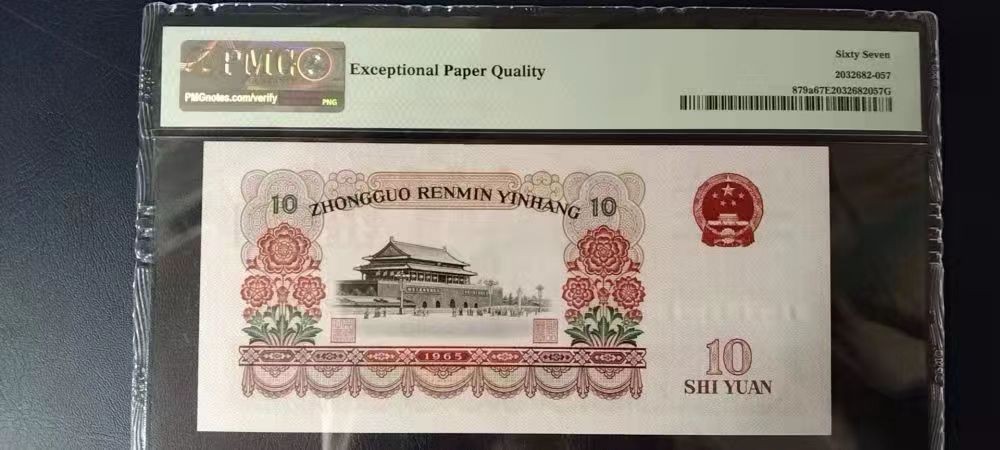 PMG
PMGnotes.com/verify
PNG
Exceptional Paper Quality
Sixty Seven
2032682-057
879a67E2032682057G
10 ZHONGGUO RENMIN YINHANG 10
1965
10
SHI YUAN